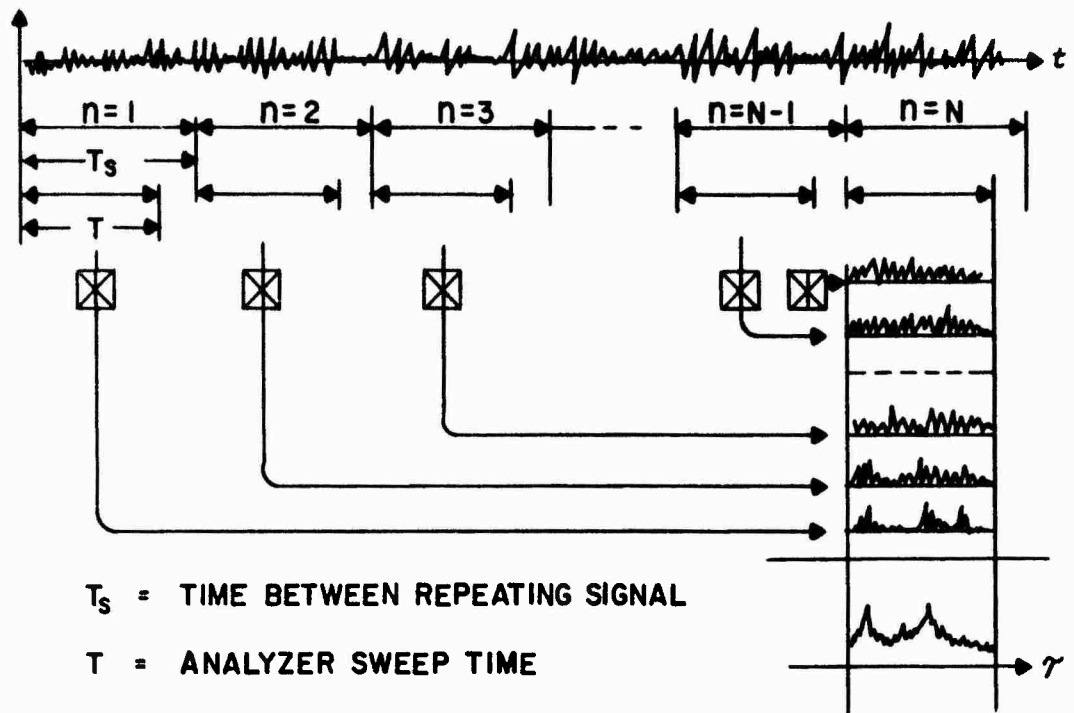 t
n=1 n=2 n=3 n=N-1 n=N
Ts
T
Ts = TIME BETWEEN REPEATING SIGNAL
T = ANALYZER SWEEP TIME
τ